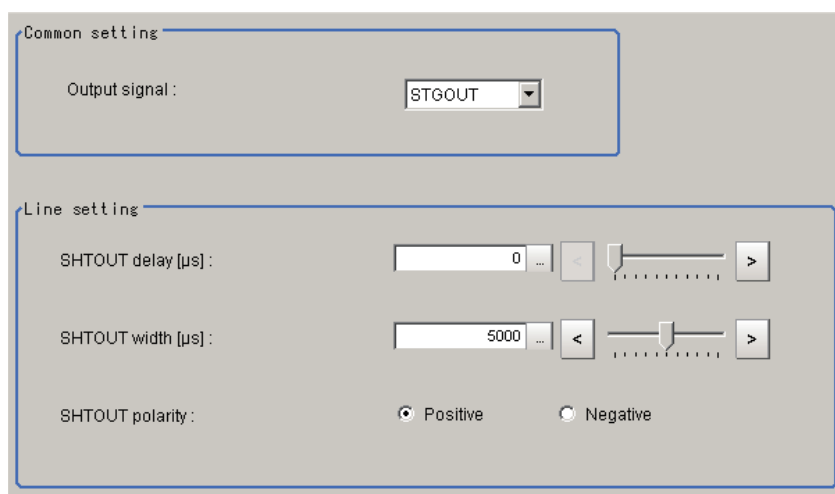 Common setting
Output signal : STGOUT
Line setting
SHTOUT delay [µs] : 0 ... < >
SHTOUT width [µs] : 5000 ... < >
SHTOUT polarity : Positive Negative